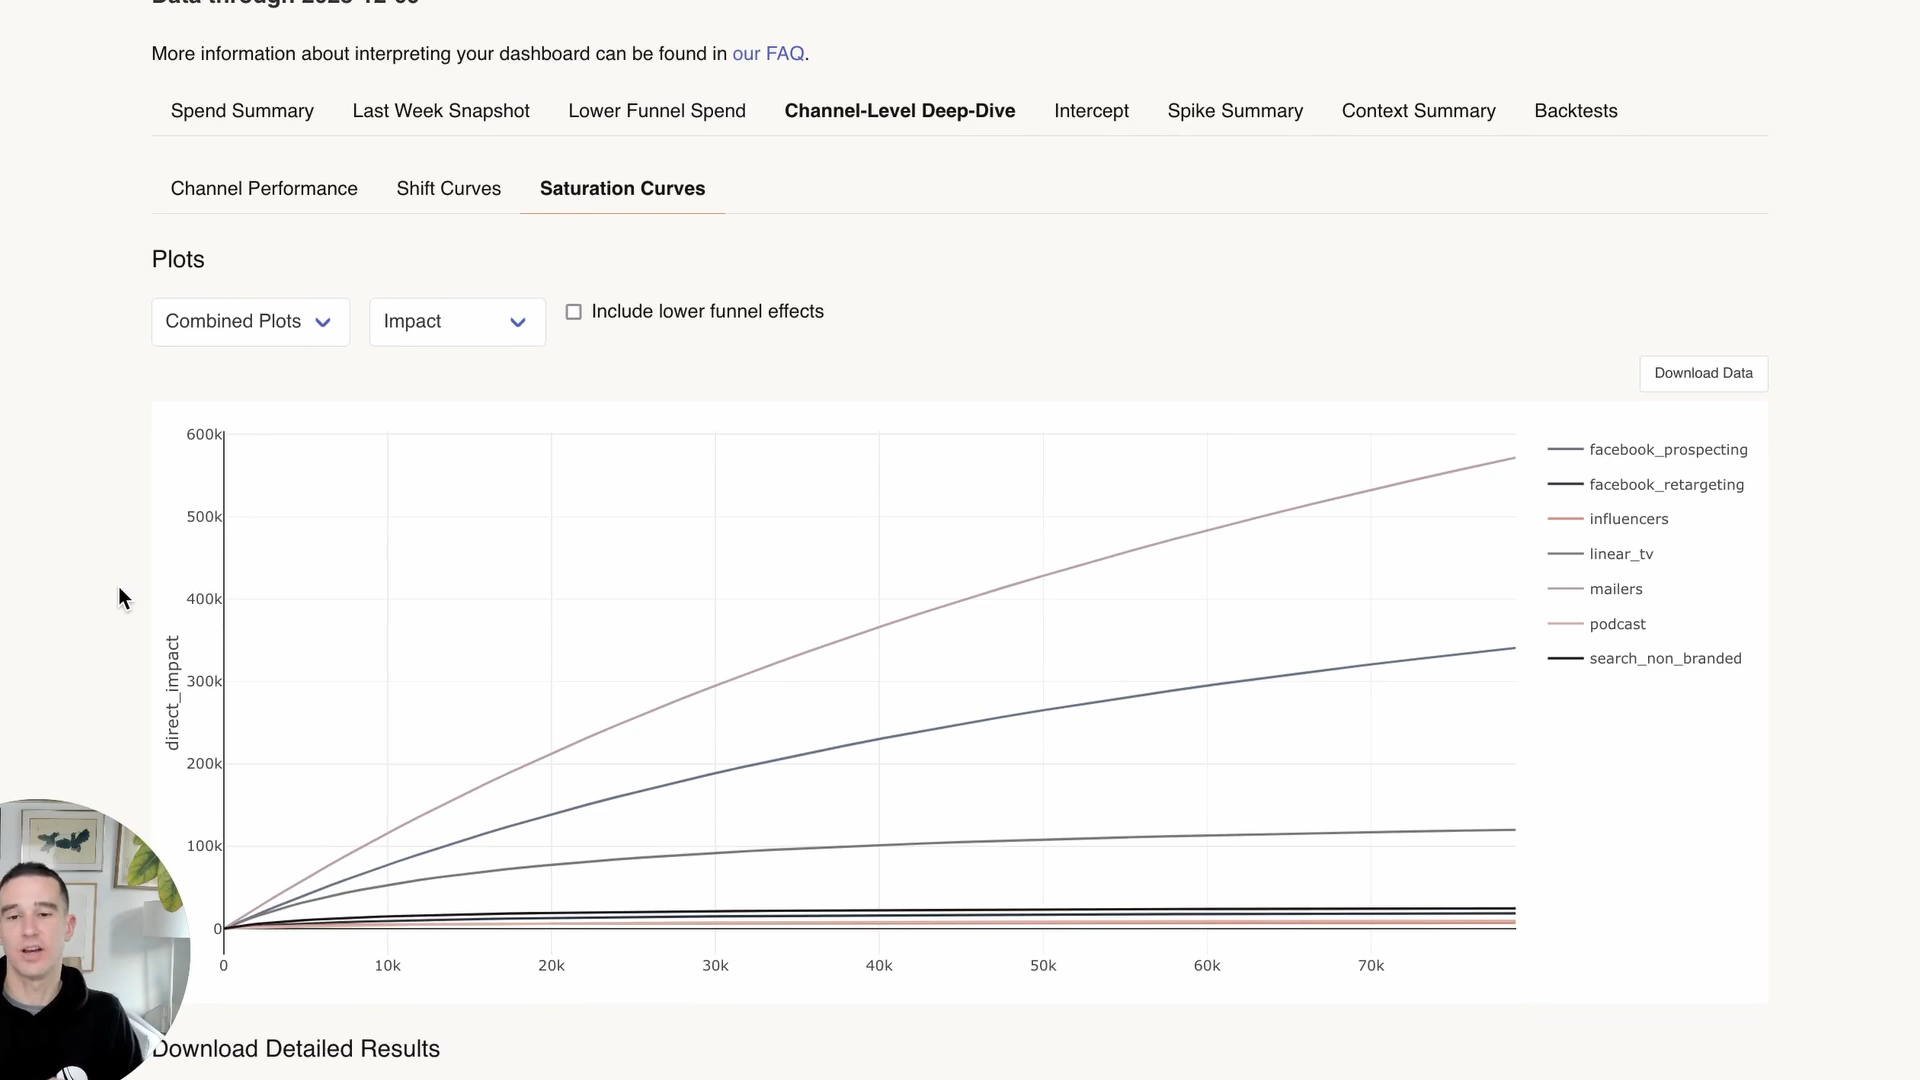 More information about interpreting your dashboard can be found in our FAQ.
Spend Summary Last Week Snapshot Lower Funnel Spend Channel-Level Deep-Dive Intercept Spike Summary Context Summary Backtests
Channel Performance Shift Curves Saturation Curves
Plots
Combined Plots Impact Include lower funnel effects
Download Data
direct_impact
600k
500k
400k
300k
200k
100k
0
0 10k 20k 30k 40k 50k 60k 70k
facebook_prospecting
facebook_retargeting
influencers
linear_tv
mailers
podcast
search_non_branded
Download Detailed Results